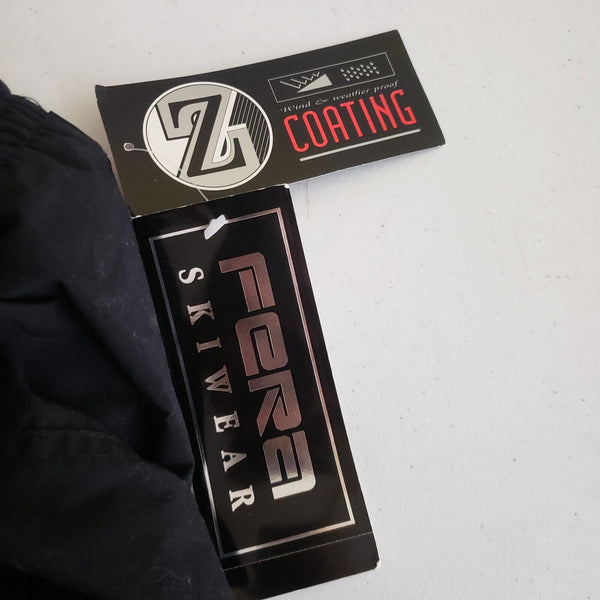 Z
Wind & weather proof
COATING
FERA
SKIWEAR